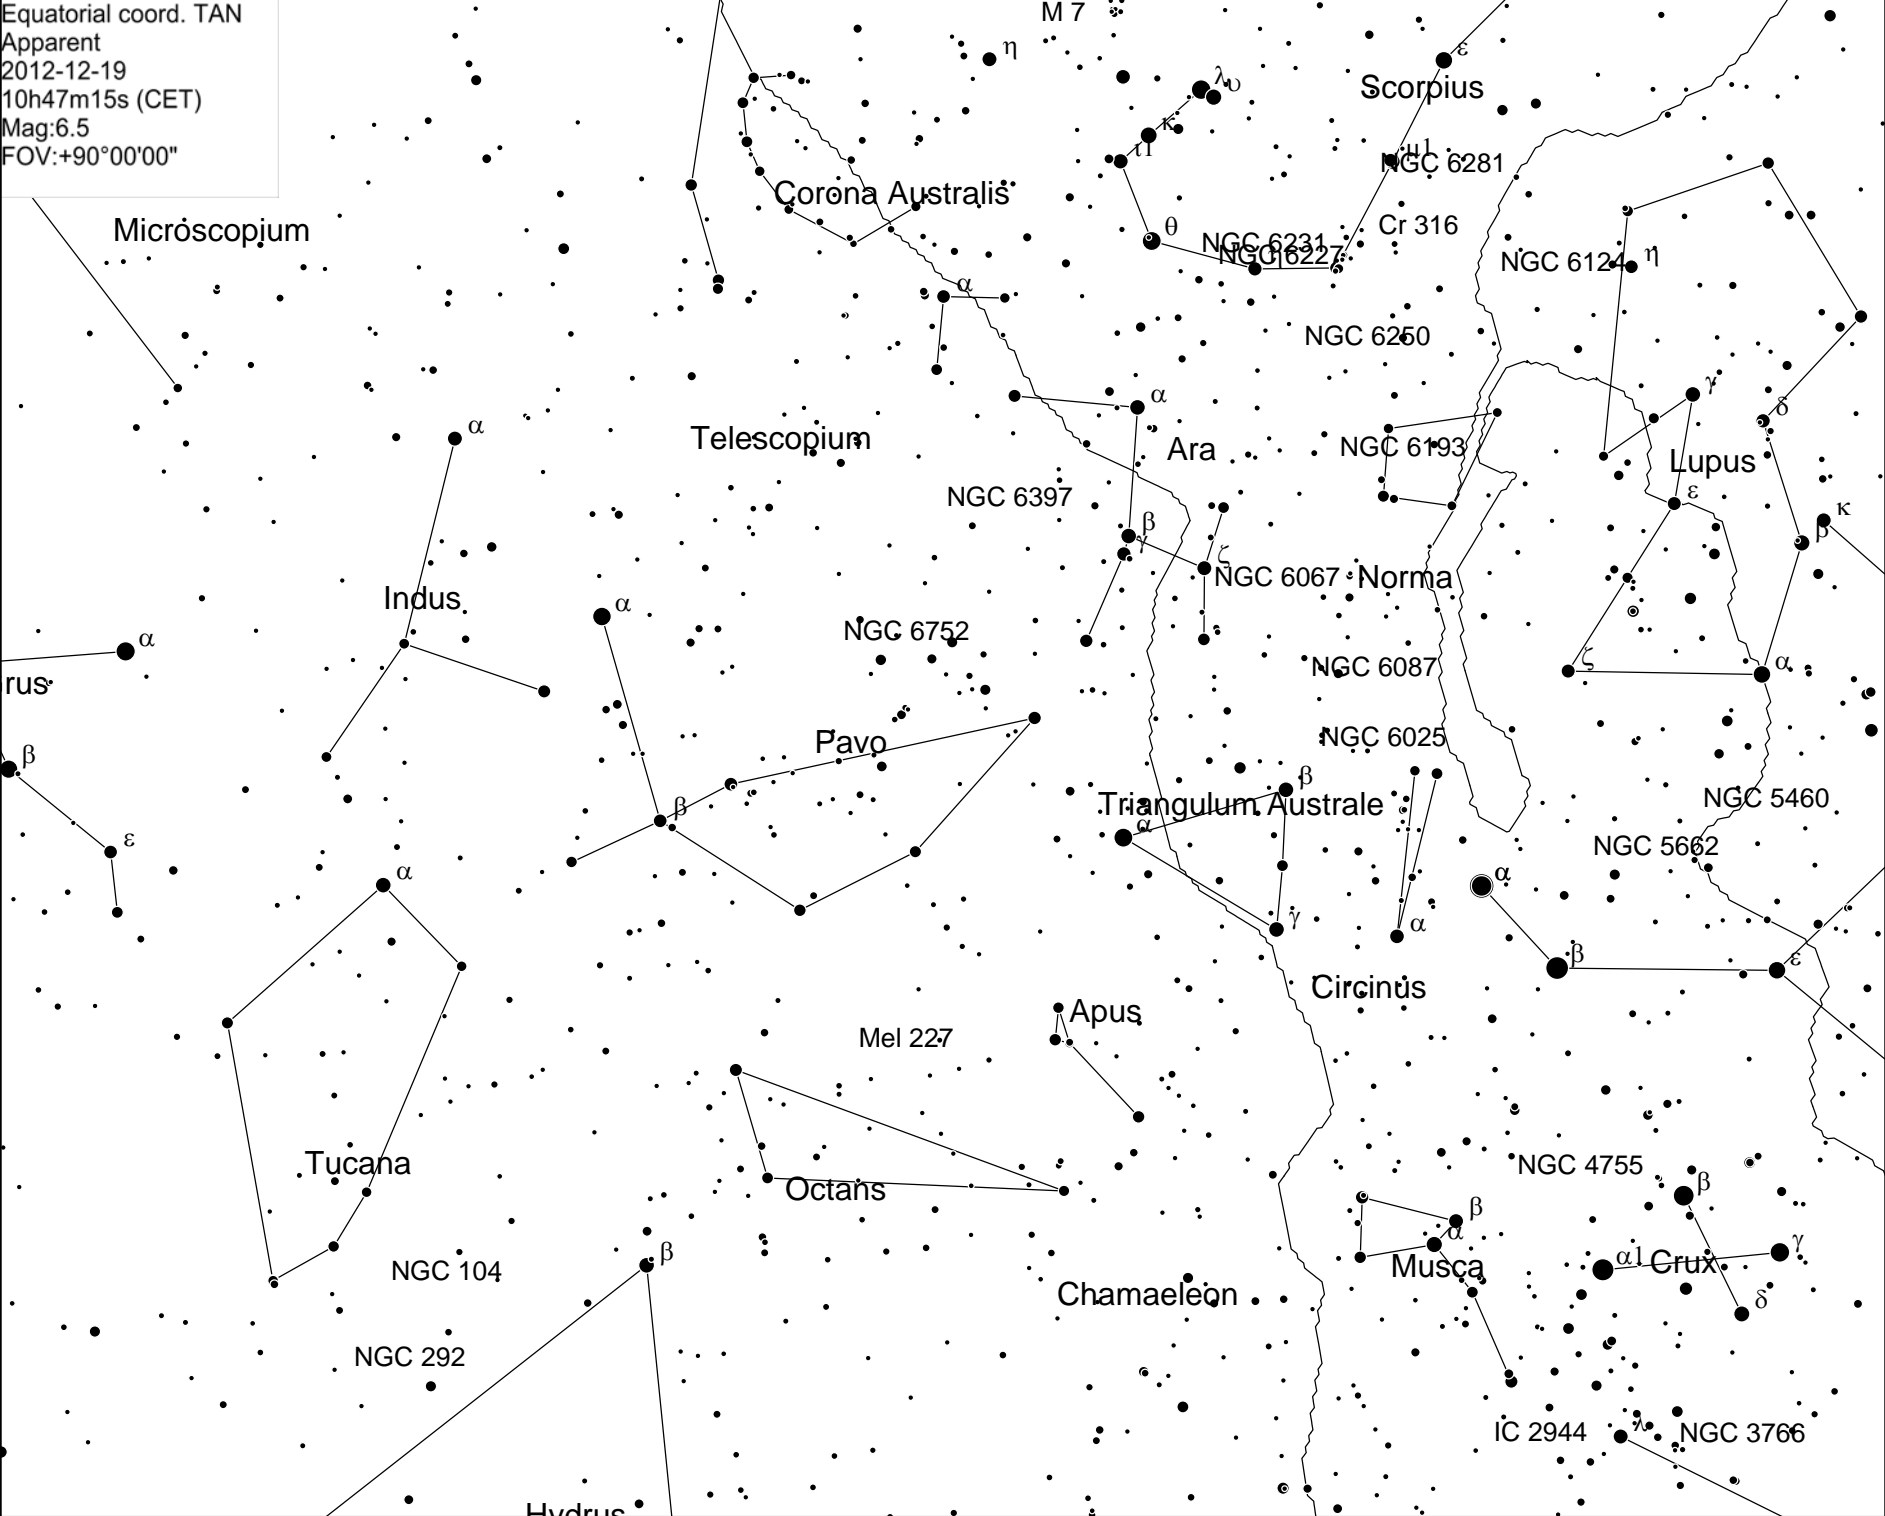 Equatorial coord. TAN
Apparent
2012-12-19
10h47m15s (CET)
Mag:6.5
FOV:+90°00'00"
M 7
η
ε
Scorpius
λ
υ
κ
ι1
μ1
NGC 6281
Corona Australis
Microscopium
θ
Cr 316
NGC 6231
NGC 6227
η
NGC 6124
η
α
NGC 6250
γ
α
δ
α
Telescopium
Ara
NGC 6193
Lupus
NGC 6397
ε
κ
β
γ
β
ζ
NGC 6067
Norma
Indus
α
NGC 6752
α
rus
NGC 6087
ζ
α
Pavo
NGC 6025
β
β
NGC 5460
Triangulum Australe
β
α
ε
NGC 5662
α
α
γ
α
β
ε
Circinus
Apus
Mel 227
Tucana
NGC 4755
Octans
β
β
α
β
γ
NGC 104
Musca
α1
Crux
Chamaeleon
δ
NGC 292
IC 2944
λ
NGC 3766
Hydrus